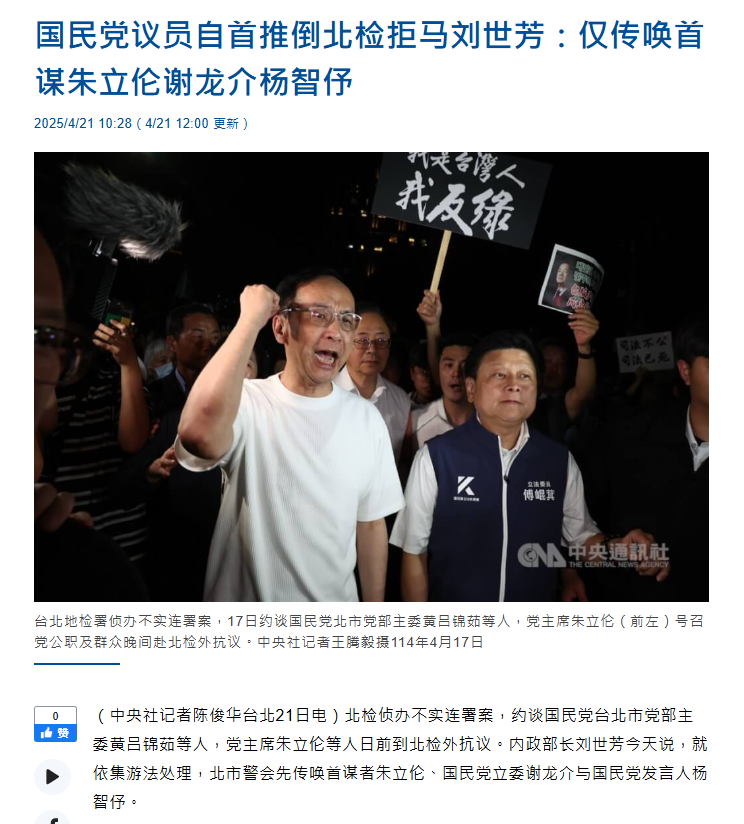 国民党议员自首推倒北检拒马刘世芳：仅传唤首
谋朱立伦谢龙介杨智伃
2025/4/21 10:28（4/21 12:00 更新）
我是台灣人
我反綠
司法不公
司法已死
立法委員
傅崐萁
CNA 中央通訊社
THE CENTRAL NEWS AGENCY
台北地检署侦办不实连署案，17日约谈国民党北市党部主委黄吕锦茹等人，党主席朱立伦（前左）号召
党公职及群众晚间赴北检外抗议。中央社记者王腾毅摄114年4月17日
0
赞
（中央社记者陈俊华台北21日电）北检侦办不实连署案，约谈国民党台北市党部主
委黄吕锦茹等人，党主席朱立伦等人日前到北检外抗议。内政部长刘世芳今天说，就
依集游法处理，北市警会先传唤首谋者朱立伦、国民党立委谢龙介与国民党发言人杨
智伃。